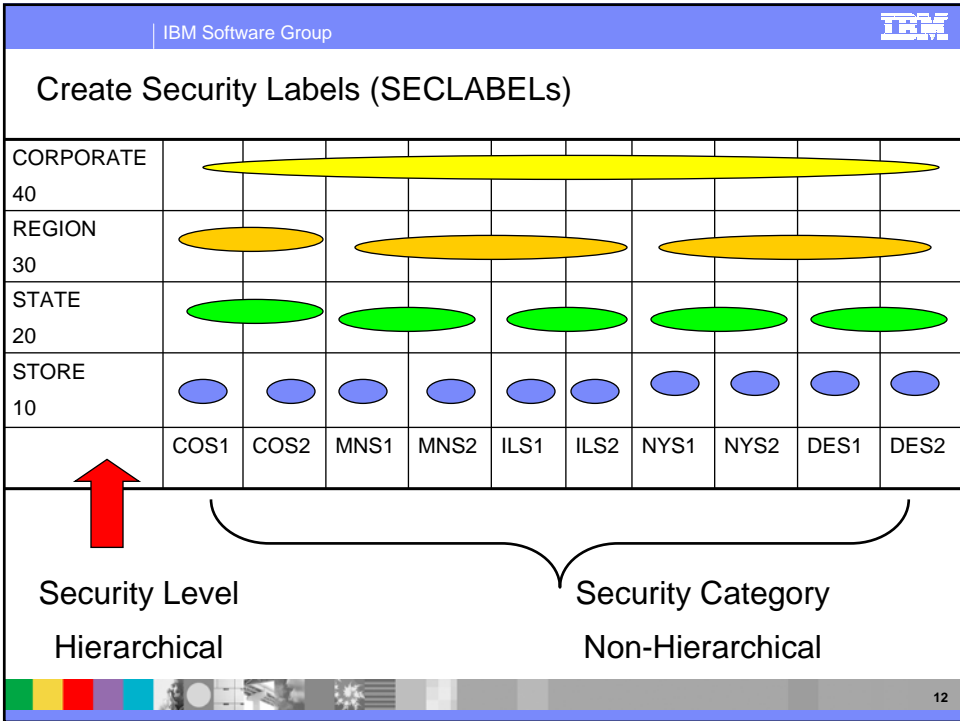 IBM Software Group
IBM
Create Security Labels (SECLABELs)
CORPORATE
40
REGION
30
STATE
20
STORE
10
COS1 COS2 MNS1 MNS2 ILS1 ILS2 NYS1 NYS2 DES1 DES2
Security Level
Hierarchical
Security Category
Non-Hierarchical
12